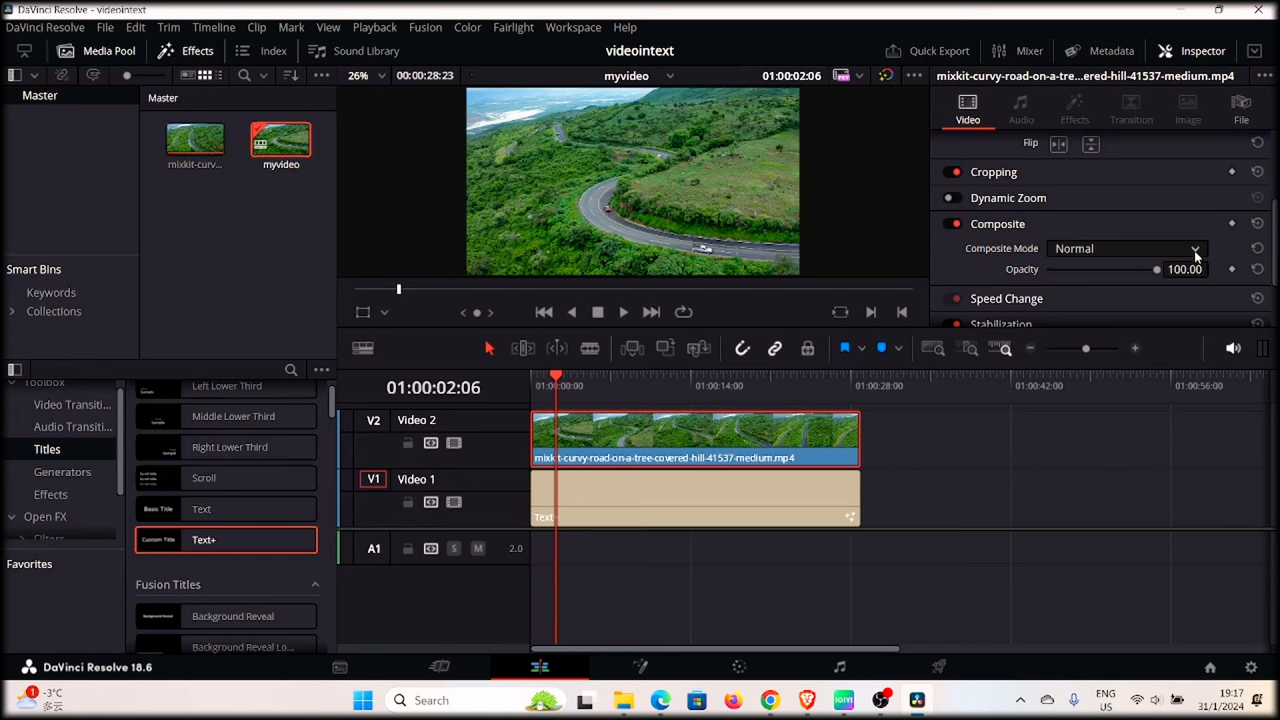 DaVinci Resolve - videointext
DaVinci Resolve File Edit Trim Timeline Clip Mark View Playback Fusion Color Fairlight Workspace Help
Media Pool Effects Index Sound Library videointext Quick Export Mixer Metadata Inspector
26% 00:00:28:23 myvideo 01:00:02:06 mixkit-curvy-road-on-a-tre...ered-hill-41537-medium.mp4
Master Master
Video Audio Effects Transition Image File
mixkit-curv... myvideo
Flip
Cropping
Dynamic Zoom
Composite
Composite Mode Normal
Opacity 100.00
Speed Change
Stabilization
Smart Bins
Keywords
Collections
Toolbox
Video Transiti...
Audio Transiti...
Titles
Generators
Effects
Open FX
Filters
Favorites
Left Lower Third
Middle Lower Third
Right Lower Third
Scroll
Basic Title Text
Custom Title Text+
Fusion Titles
Background Reveal
Background Reveal Lo...
01:00:02:06 01:00:00:00 01:00:14:00 01:00:28:00 01:00:42:00 01:00:56:00
V2 Video 2
mixkit-curvy-road-on-a-tree-covered-hill-41537-medium.mp4
V1 Video 1
Text
A1 S M 2.0
DaVinci Resolve 18.6
1 -3°C
多云
Search
ENG
US
19:17
31/1/2024